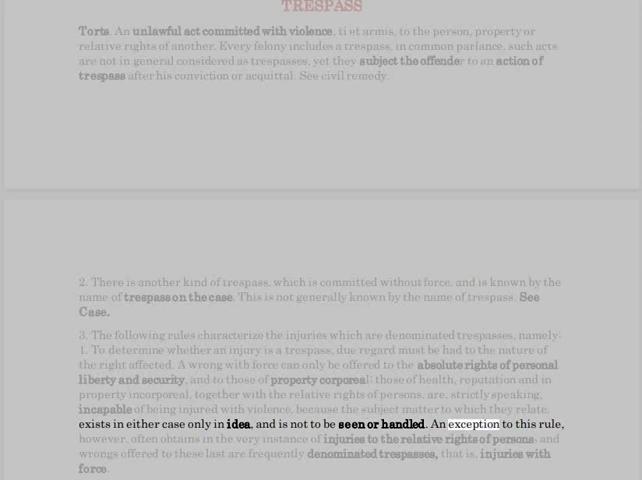 TRESPASS
Torts. An unlawful act committed with violence, ti et armis, to the person, property or
relative rights of another. Every felony includes a trespass, in common parlance, such acts
are not in general considered as trespasses, yet they subject the offender to an action of
trespass after his conviction or acquittal. See civil remedy.
2. There is another kind of trespass, which is committed without force, and is known by the
name of trespass on the case. This is not generally known by the name of trespass. See
Case.
3. The following rules characterize the injuries which are denominated trespasses, namely:
1. To determine whether an injury is a trespass, due regard must be had to the nature of
the right affected. A wrong with force can only be offered to the absolute rights of personal
liberty and security, and to those of property corporeal; those of health, reputation and in
property incorporeal, together with the relative rights of persons, are, strictly speaking,
incapable of being injured with violence, because the subject matter to which they relate,
exists in either case only in idea, and is not to be seen or handled. An exception to this rule,
however, often obtains in the very instance of injuries to the relative rights of persons; and
wrongs offered to these last are frequently denominated trespasses, that is, injuries with
force.